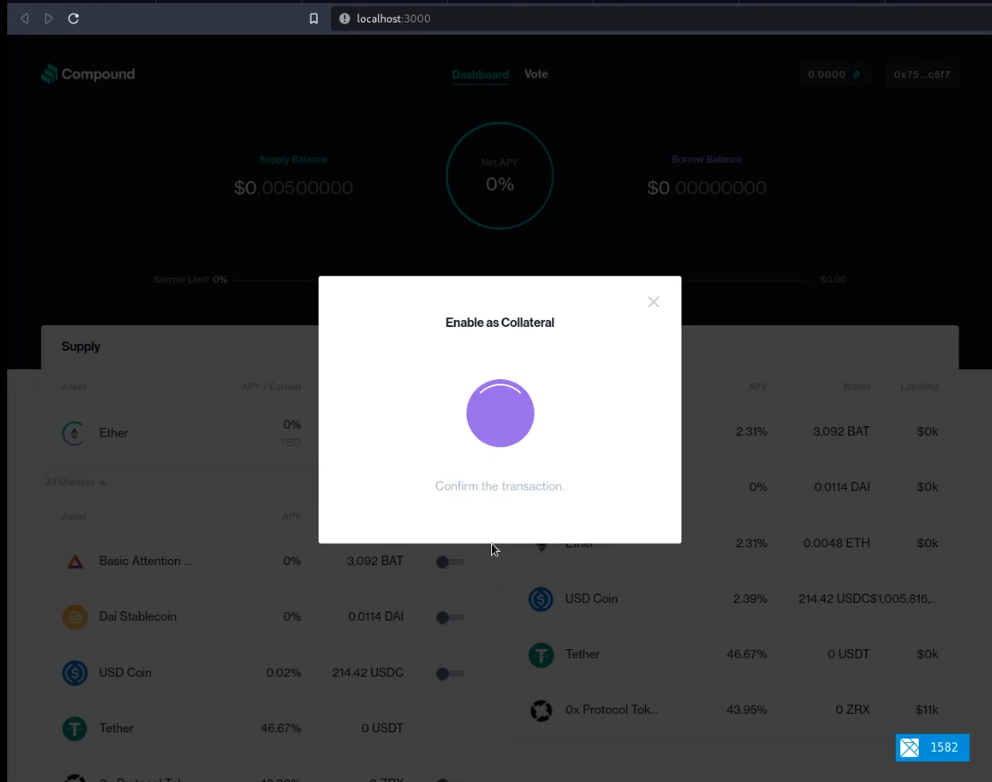 localhost:3000
Compound
Dashboard Vote
0.0000 0x75...c5f7
Supply Balance
$0.00500000
Net APY
0%
Borrow Balance
$0.00000000
Borrow Limit 0% $0.00
Enable as Collateral
Confirm the transaction.
Supply
Asset APY / Earned
Ether 0%
TBD
All Markets
Asset APY
Basic Attention ... 0% 3,092 BAT
Dai Stablecoin 0% 0.0114 DAI
USD Coin 0.02% 214.42 USDC
Tether 46.67% 0 USDT
APY Wallet Liquidity
2.31% 3,092 BAT $0k
0% 0.0114 DAI $0k
Ether 2.31% 0.0048 ETH $0k
USD Coin 2.39% 214.42 USDC $1,005,816,...
Tether 46.67% 0 USDT $0k
0x Protocol Tok... 43.95% 0 ZRX $11k
1582